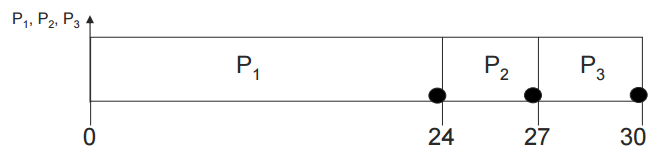 P₁, P₂, P₃
P₁ P₂ P₃
0 24 27 30